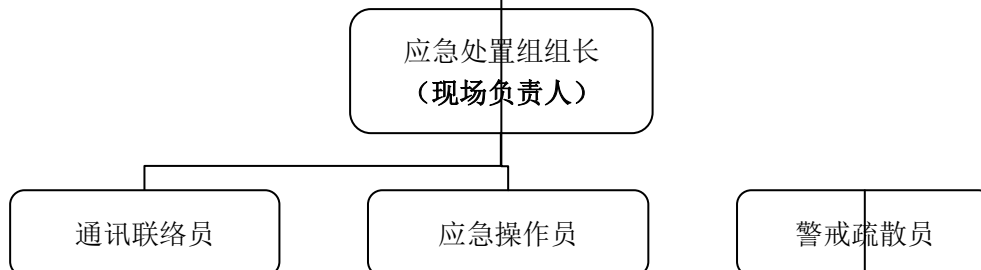 应急处置组组长
（现场负责人）
通讯联络员
应急操作员
警戒疏散员